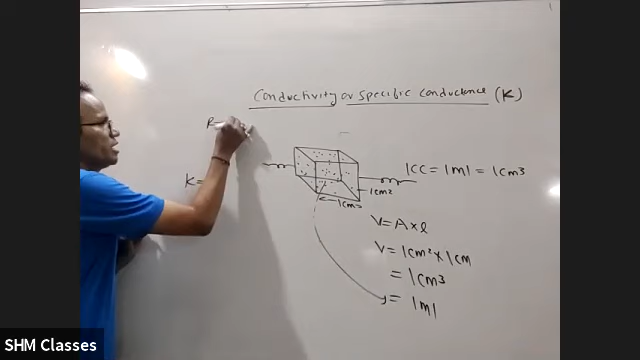 Conductivity or specific conductance (K)
R
K=
1CC = 1ml = 1cm3
1cm2
1cm
V= A x l
V= 1cm2 x 1cm
= 1cm3
= 1ml
SHM Classes